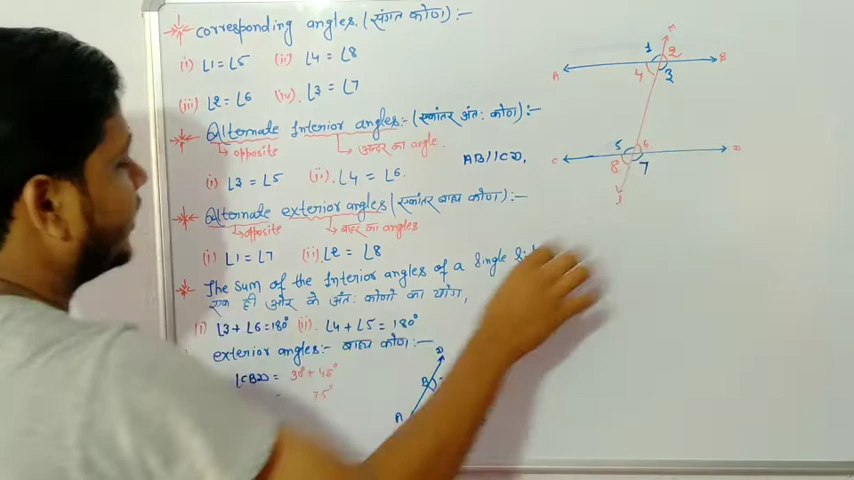 corresponding angles. (संगत कोण) :-
(i) ∠1 = ∠5 (ii) ∠4 = ∠8
(iii) ∠2 = ∠6 (iv). ∠3 = ∠7
Alternate Interior angles :- (एकांतर अंतः कोण) :-
opposite अन्दर का angle.
(i) ∠3 = ∠5 (ii). ∠4 = ∠6.
AB//CD,
Alternate exterior angles (एकांतर बाह्य कोण) :-
opposite बाहर का angles
(i) ∠1 = ∠7 (ii) ∠2 = ∠8
The sum of the Interior angles of a single
एक ही ओर के अंतः कोणों का योग,
(i) ∠3 + ∠6 = 180° (ii). ∠4 + ∠5 = 180°
exterior angles :- बाह्य कोण :-
∠CBD = 30° + 45°
= 75°
D
B
A
M
1 2
A B
4 3
5 6
C D
8 7